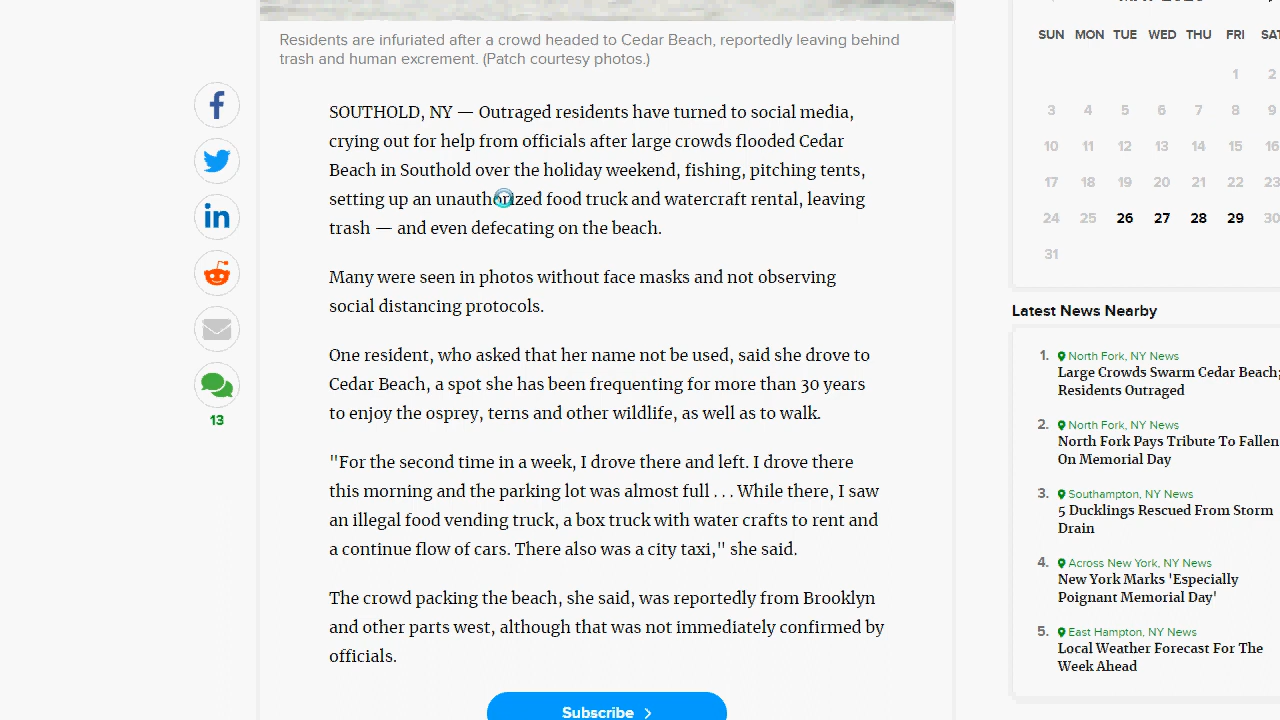 Residents are infuriated after a crowd headed to Cedar Beach, reportedly leaving behind
trash and human excrement. (Patch courtesy photos.)
SOUTHOLD, NY — Outraged residents have turned to social media,
crying out for help from officials after large crowds flooded Cedar
Beach in Southold over the holiday weekend, fishing, pitching tents,
setting up an unauthorized food truck and watercraft rental, leaving
trash — and even defecating on the beach.
Many were seen in photos without face masks and not observing
social distancing protocols.
One resident, who asked that her name not be used, said she drove to
Cedar Beach, a spot she has been frequenting for more than 30 years
to enjoy the osprey, terns and other wildlife, as well as to walk.
"For the second time in a week, I drove there and left. I drove there
this morning and the parking lot was almost full . . . While there, I saw
an illegal food vending truck, a box truck with water crafts to rent and
a continue flow of cars. There also was a city taxi," she said.
The crowd packing the beach, she said, was reportedly from Brooklyn
and other parts west, although that was not immediately confirmed by
officials.
Subscribe
in
13
SUN MON TUE WED THU FRI SAT
1 2
3 4 5 6 7 8 9
10 11 12 13 14 15 16
17 18 19 20 21 22 23
24 25 26 27 28 29 30
31
Latest News Nearby
1. North Fork, NY News
Large Crowds Swarm Cedar Beach;
Residents Outraged
2. North Fork, NY News
North Fork Pays Tribute To Fallen
On Memorial Day
3. Southampton, NY News
5 Ducklings Rescued From Storm
Drain
4. Across New York, NY News
New York Marks 'Especially
Poignant Memorial Day'
5. East Hampton, NY News
Local Weather Forecast For The
Week Ahead